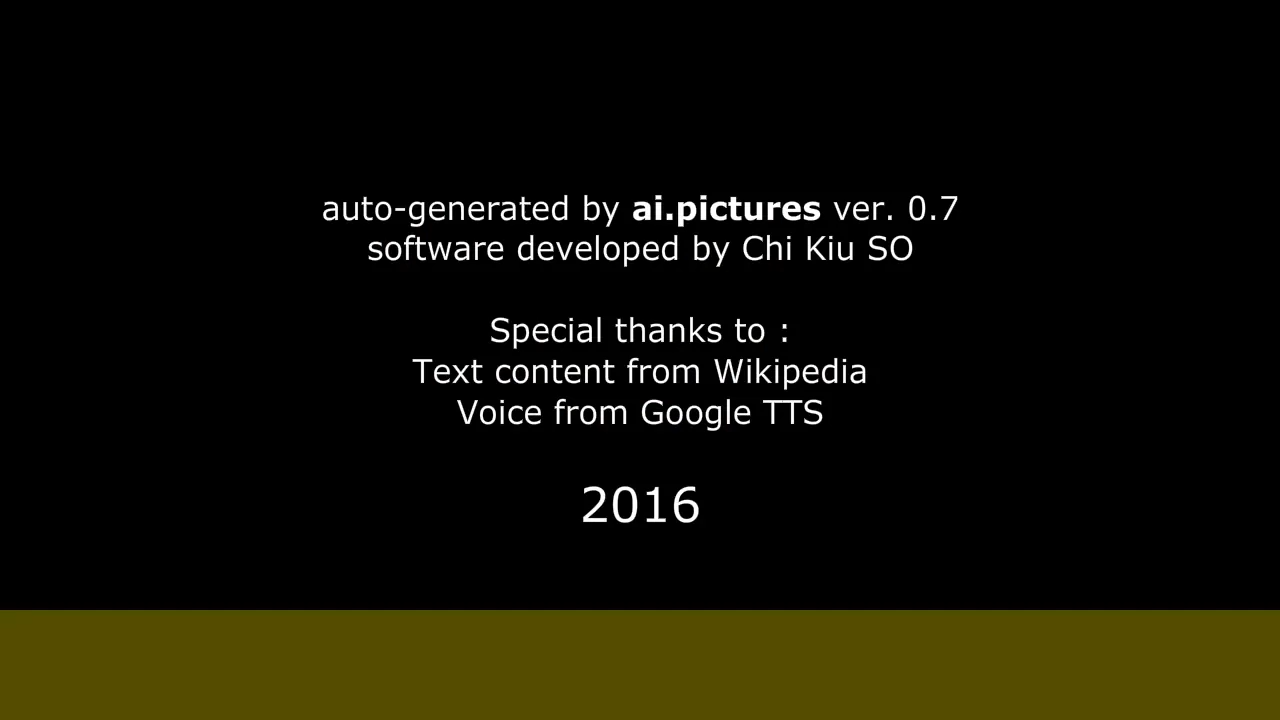 auto-generated by ai.pictures ver. 0.7
software developed by Chi Kiu SO
Special thanks to :
Text content from Wikipedia
Voice from Google TTS
2016